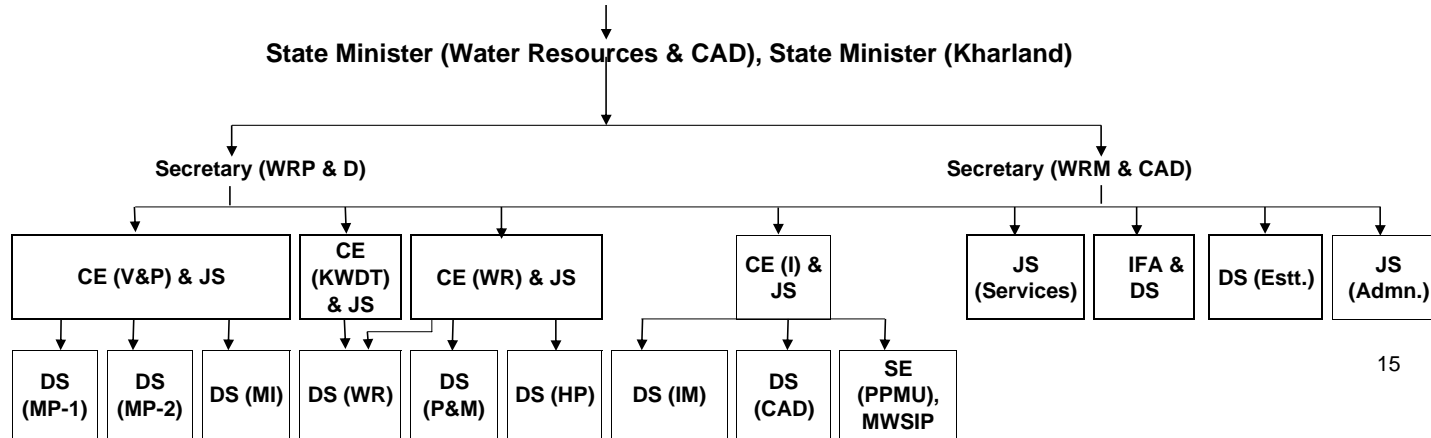 State Minister (Water Resources & CAD), State Minister (Kharland)
Secretary (WRP & D)
Secretary (WRM & CAD)
CE (V&P) & JS
CE
(KWDT)
& JS
CE (WR) & JS
CE (I) &
JS
JS
(Services)
IFA &
DS
DS (Estt.)
JS
(Admn.)
DS
(MP-1)
DS
(MP-2)
DS (MI)
DS (WR)
DS
(P&M)
DS (HP)
DS (IM)
DS
(CAD)
SE
(PPMU),
MWSIP
15